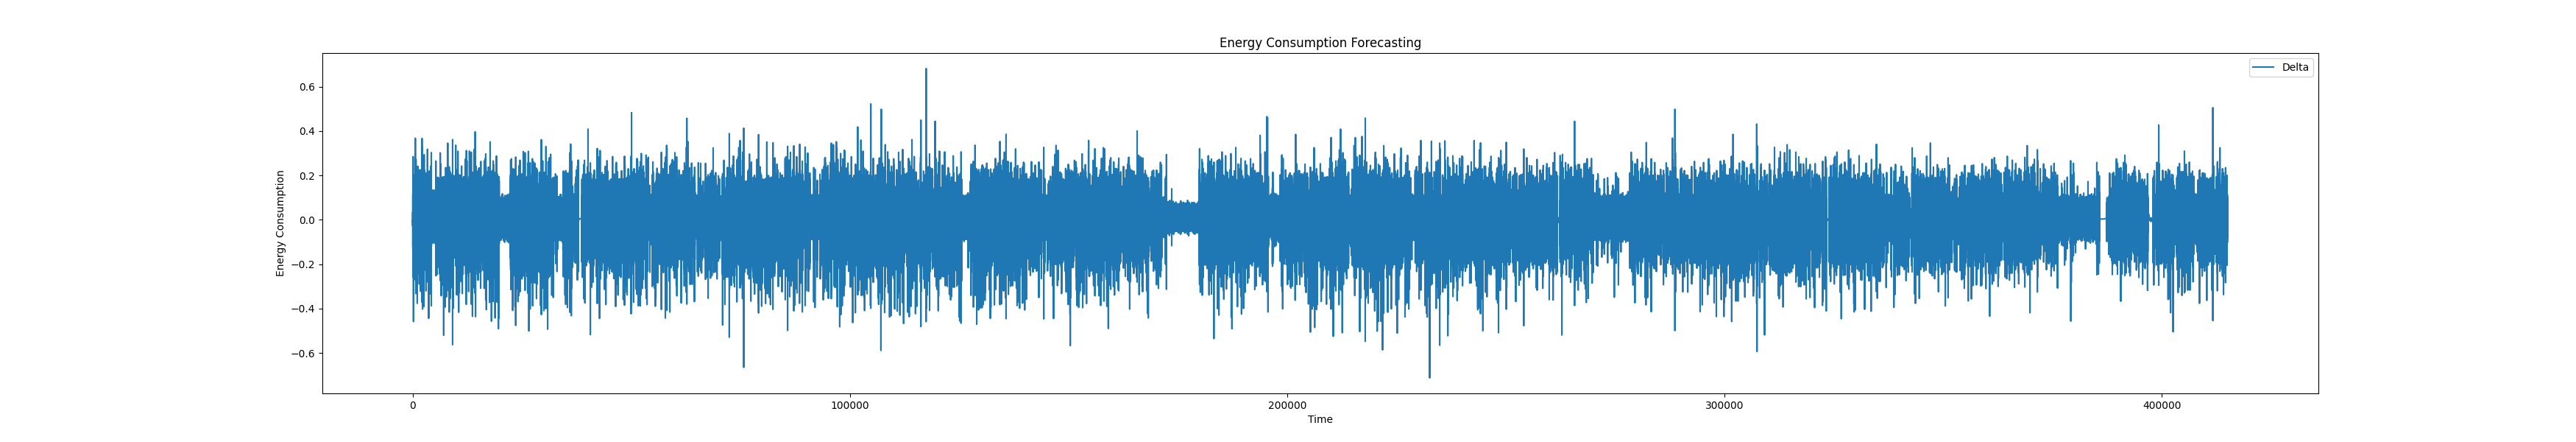 Energy Consumption Forecasting
Delta
0.6
0.4
0.2
0.0
−0.2
−0.4
−0.6
Energy Consumption
0 100000 200000 300000 400000
Time